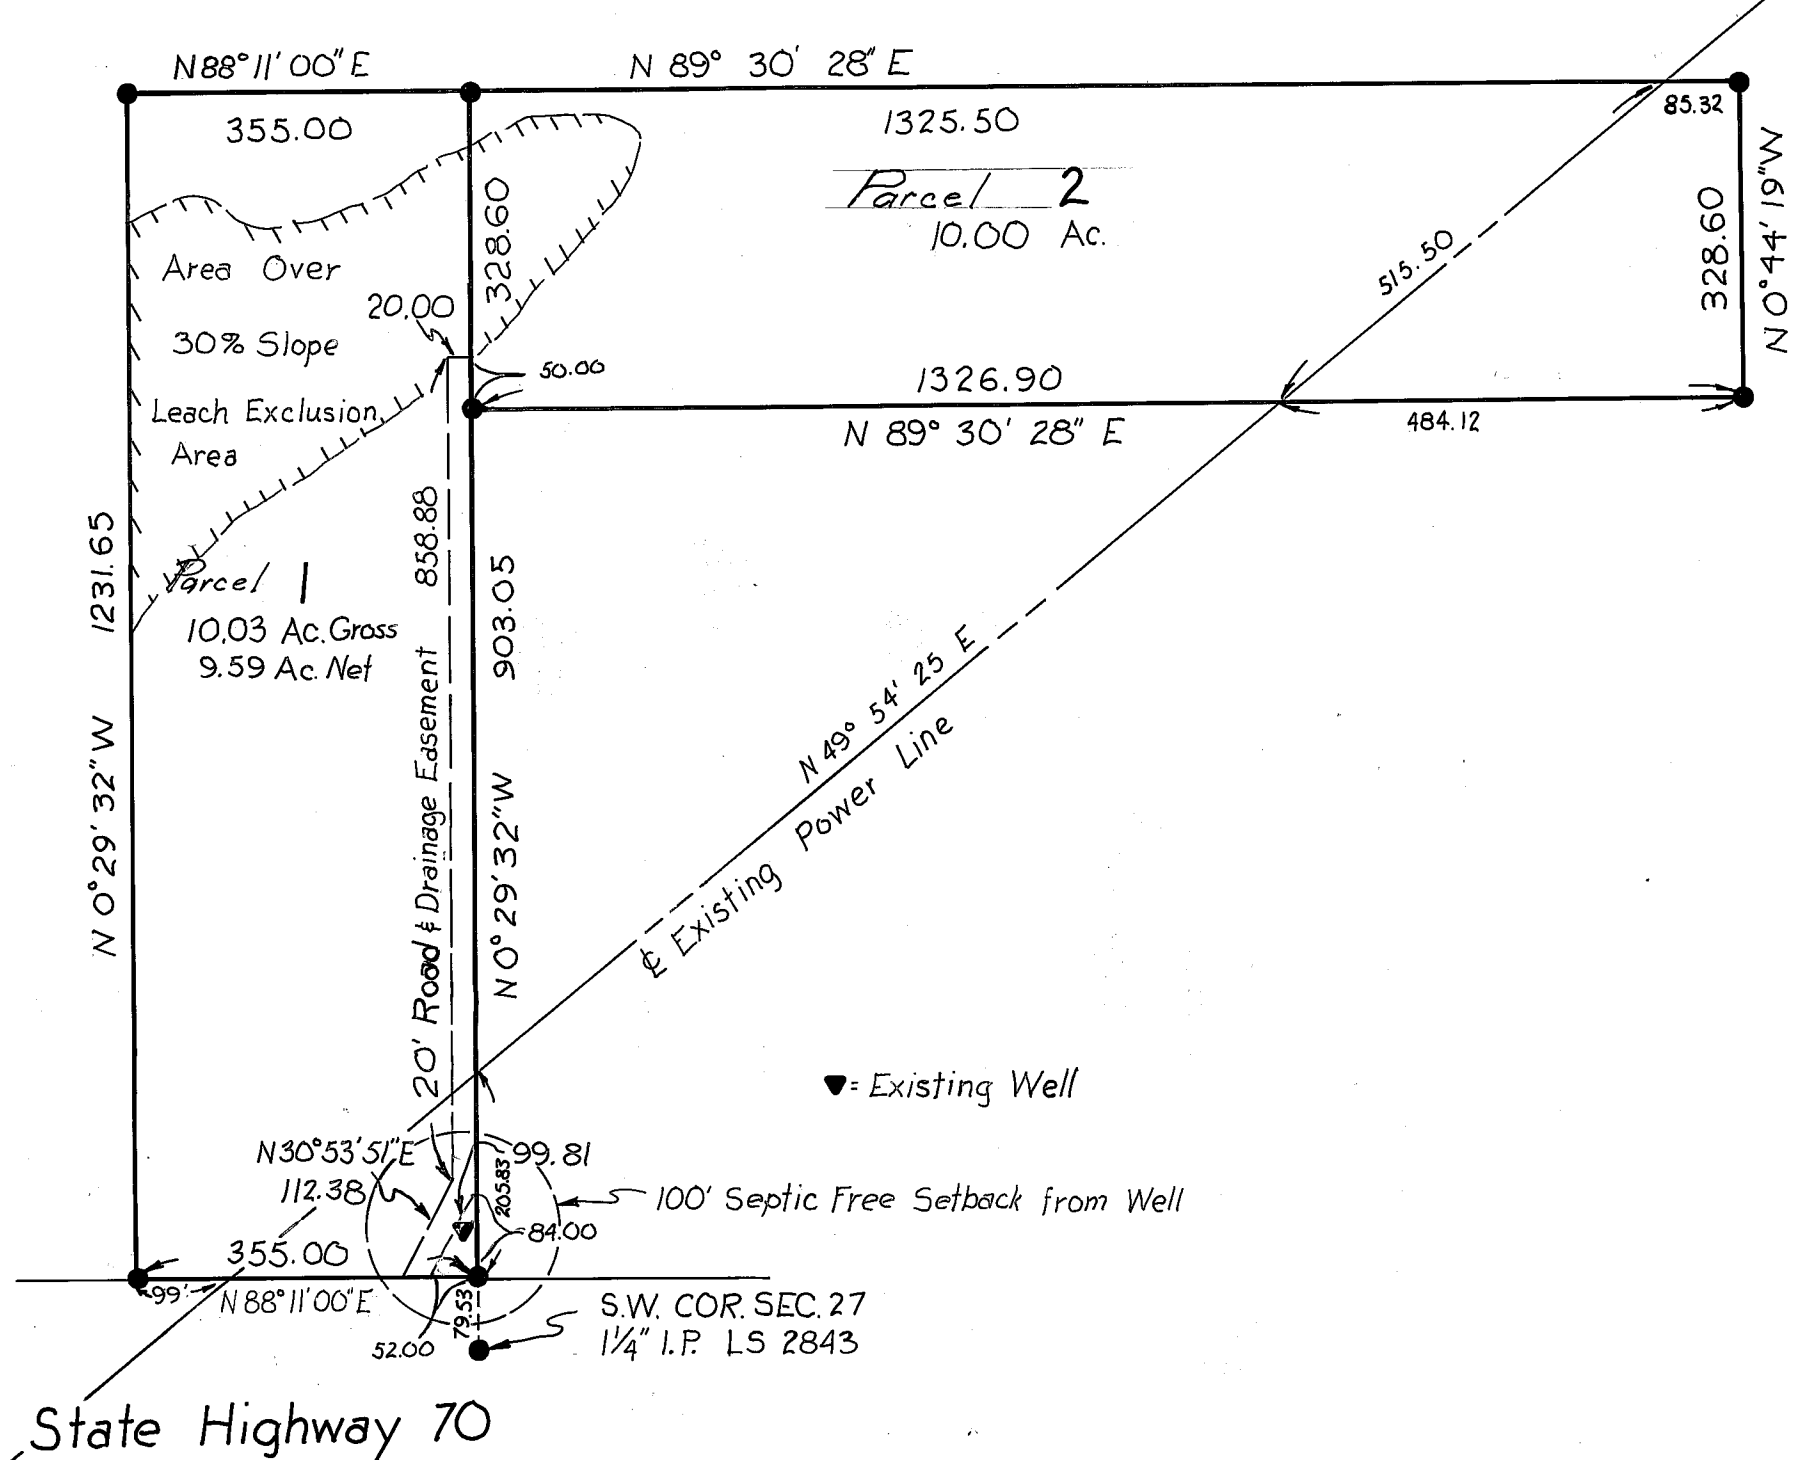 N 88° 11' 00" E
N 89° 30' 28" E
355.00
1325.50
85.32
Parcel 2
10.00 Ac.
328.60
515.50
328.60
N 0° 44' 19" W
Area Over
30% Slope
Leach Exclusion
Area
20.00
50.00
1326.90
N 89° 30' 28" E
484.12
1231.65
N 0° 29' 32" W
Parcel 1
10.03 Ac. Gross
9.59 Ac. Net
858.88
20' Road & Drainage Easement
903.05
N 0° 29' 32" W
N 49° 54' 25 E
℄ Existing Power Line
▼= Existing Well
N 30° 53' 51" E
112.38
99.81
205.83
84.00
100' Septic Free Setback from Well
355.00
99'
N 88° 11' 00" E
52.00
79.53
S.W. COR. SEC. 27
1¼" I.P. LS 2843
State Highway 70